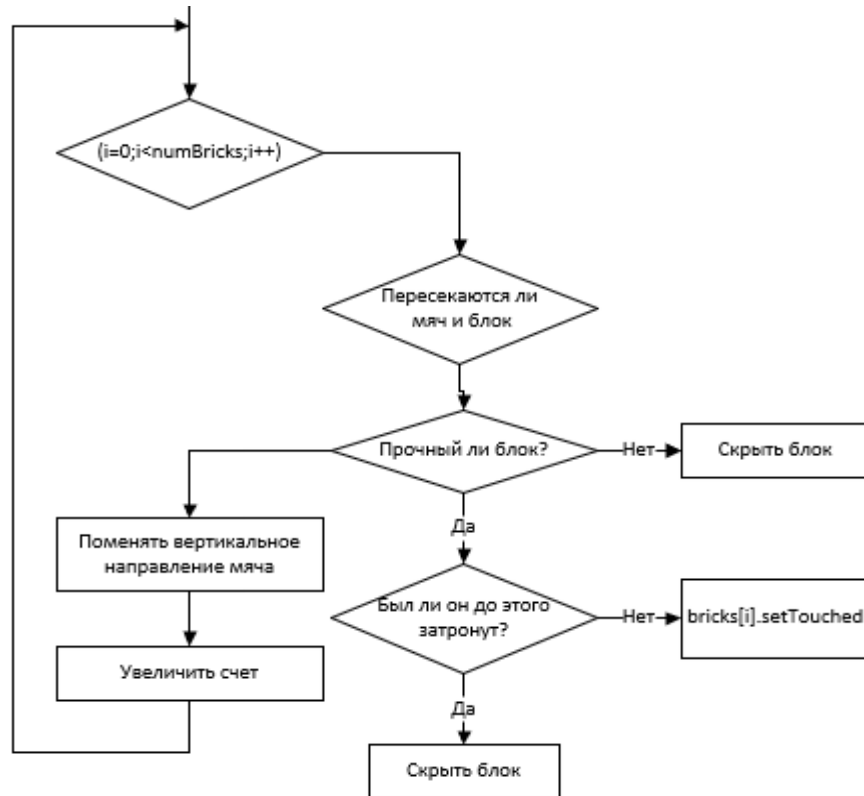 (i=0;i<numBricks;i++)
Пересекаются ли
мяч и блок
Прочный ли блок?
Нет
Скрыть блок
Да
Поменять вертикальное
направление мяча
Был ли он до этого
затронут?
Нет
bricks[i].setTouched
Увеличить счет
Да
Скрыть блок